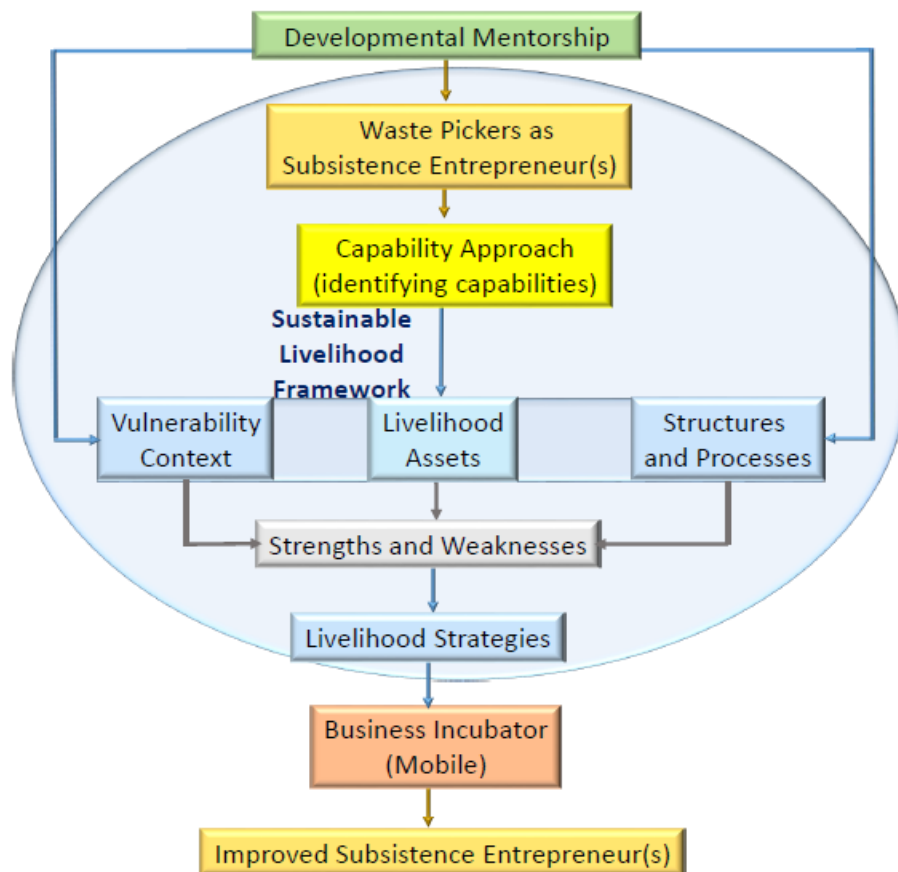 Developmental Mentorship
Waste Pickers as
Subsistence Entrepreneur(s)
Capability Approach
(identifying capabilities)
Sustainable
Livelihood
Framework
Vulnerability
Context
Livelihood
Assets
Structures
and Processes
Strengths and Weaknesses
Livelihood Strategies
Business Incubator
(Mobile)
Improved Subsistence Entrepreneur(s)